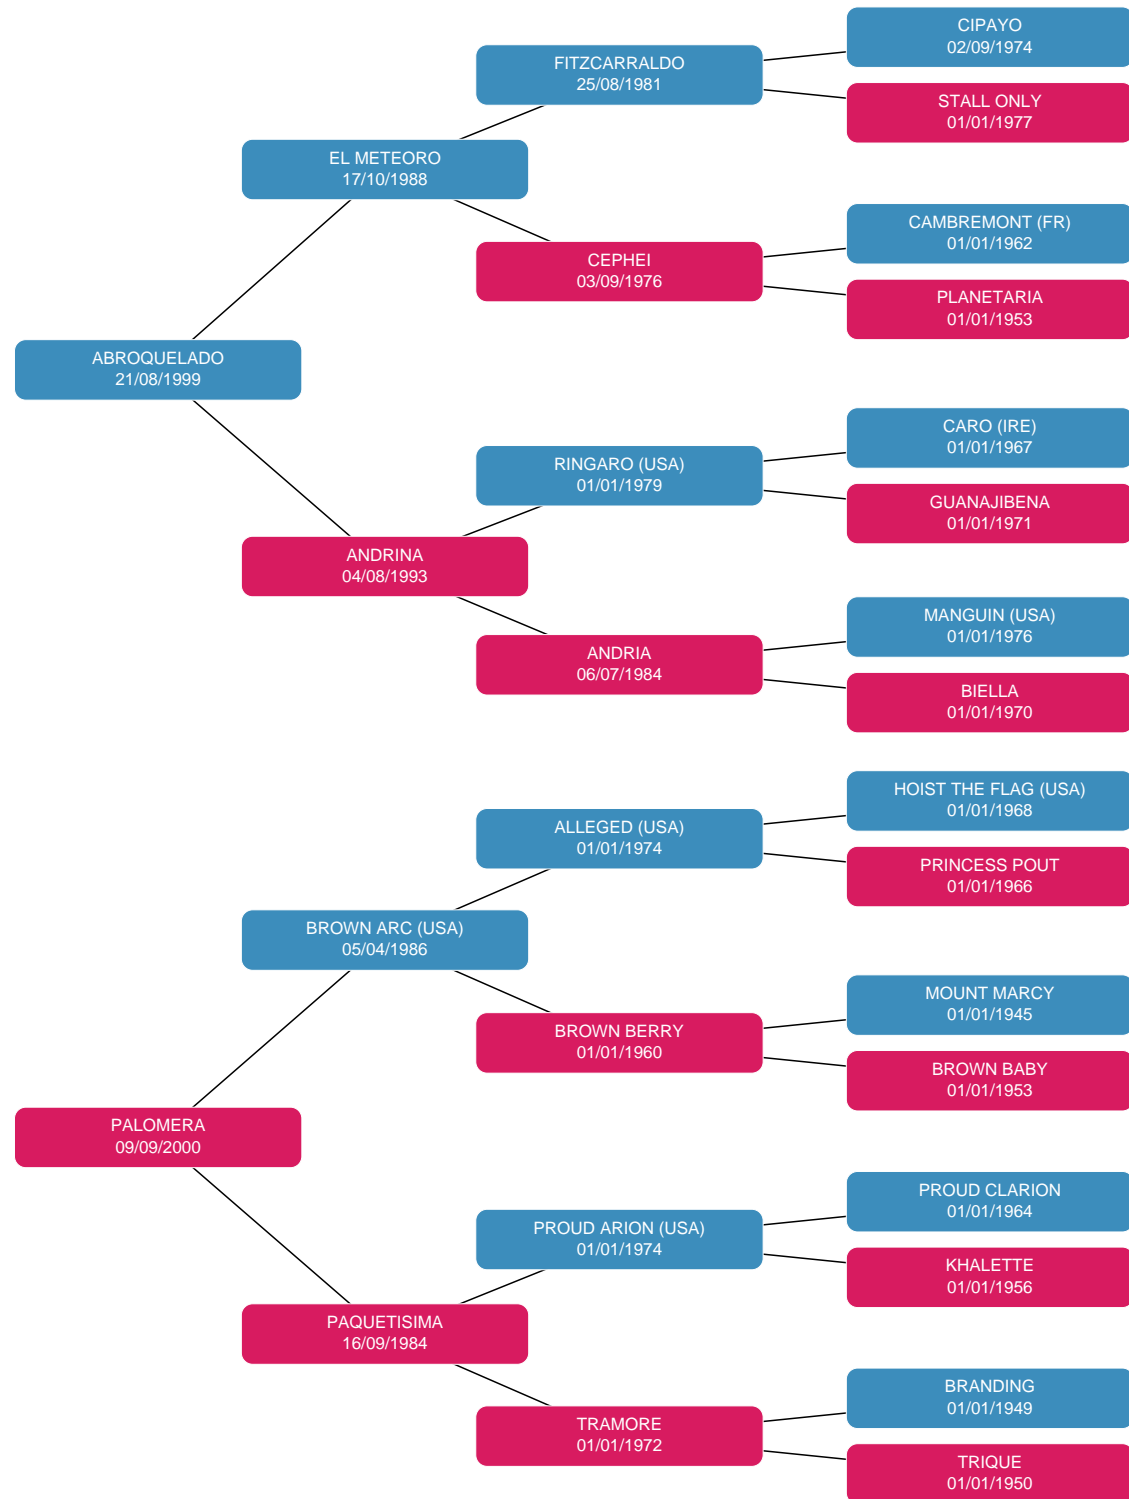 CIPAYO
02/09/1974
FITZCARRALDO
25/08/1981
STALL ONLY
01/01/1977
EL METEORO
17/10/1988
CAMBREMONT (FR)
01/01/1962
CEPHEI
03/09/1976
PLANETARIA
01/01/1953
ABROQUELADO
21/08/1999
CARO (IRE)
01/01/1967
RINGARO (USA)
01/01/1979
GUANAJIBENA
01/01/1971
ANDRINA
04/08/1993
MANGUIN (USA)
01/01/1976
ANDRIA
06/07/1984
BIELLA
01/01/1970
HOIST THE FLAG (USA)
01/01/1968
ALLEGED (USA)
01/01/1974
PRINCESS POUT
01/01/1966
BROWN ARC (USA)
05/04/1986
MOUNT MARCY
01/01/1945
BROWN BERRY
01/01/1960
BROWN BABY
01/01/1953
PALOMERA
09/09/2000
PROUD CLARION
01/01/1964
PROUD ARION (USA)
01/01/1974
KHALETTE
01/01/1956
PAQUETISIMA
16/09/1984
BRANDING
01/01/1949
TRAMORE
01/01/1972
TRIQUE
01/01/1950